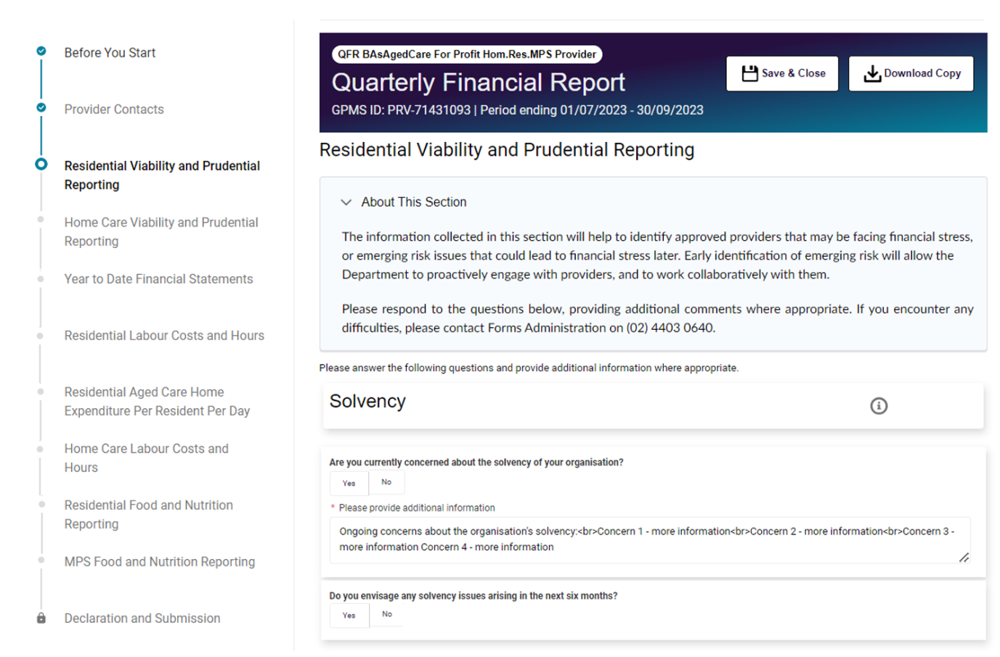 Before You Start
Provider Contacts
Residential Viability and Prudential
Reporting
Home Care Viability and Prudential
Reporting
Year to Date Financial Statements
Residential Labour Costs and Hours
Residential Aged Care Home
Expenditure Per Resident Per Day
Home Care Labour Costs and
Hours
Residential Food and Nutrition
Reporting
MPS Food and Nutrition Reporting
Declaration and Submission
QFR BAsAgedCare For Profit Hom.Res.MPS Provider
Quarterly Financial Report
GPMS ID: PRV-71431093 | Period ending 01/07/2023 - 30/09/2023
Save & Close
Download Copy
Residential Viability and Prudential Reporting
About This Section
The information collected in this section will help to identify approved providers that may be facing financial stress,
or emerging risk issues that could lead to financial stress later. Early identification of emerging risk will allow the
Department to proactively engage with providers, and to work collaboratively with them.
Please respond to the questions below, providing additional comments where appropriate. If you encounter any
difficulties, please contact Forms Administration on (02) 4403 0640.
Please answer the following questions and provide additional information where appropriate.
Solvency
Are you currently concerned about the solvency of your organisation?
Yes No
* Please provide additional information
Ongoing concerns about the organisation's solvency:<br>Concern 1 - more information<br>Concern 2 - more information<br>Concern 3 -
more information Concern 4 - more information
Do you envisage any solvency issues arising in the next six months?
Yes No